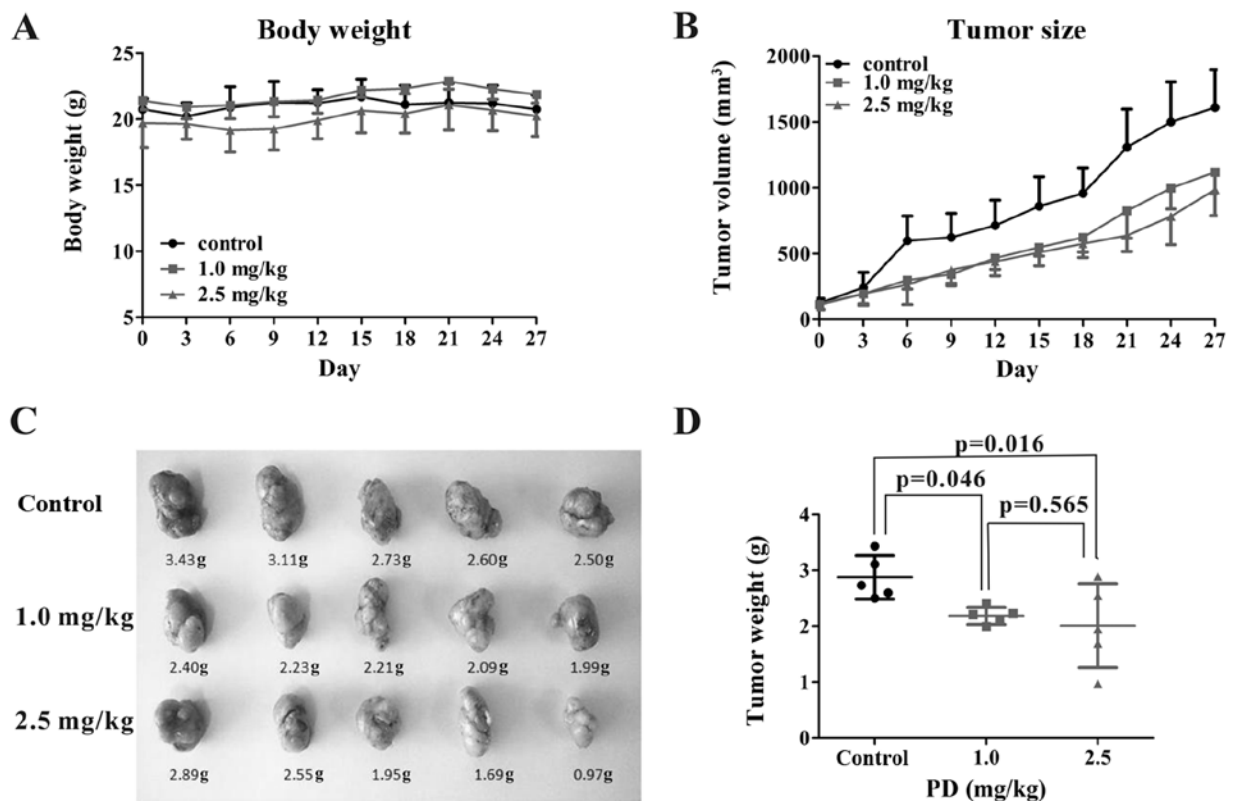 A
Body weight
Body weight (g)
25
20
15
10
5
control
1.0 mg/kg
2.5 mg/kg
0 3 6 9 12 15 18 21 24 27
Day
B
Tumor size
Tumor volume (mm³)
2000
1500
1000
500
0
control
1.0 mg/kg
2.5 mg/kg
0 3 6 9 12 15 18 21 24 27
Day
C
Control
3.43g 3.11g 2.73g 2.60g 2.50g
1.0 mg/kg
2.40g 2.23g 2.21g 2.09g 1.99g
2.5 mg/kg
2.89g 2.55g 1.95g 1.69g 0.97g
D
p=0.016
p=0.046
p=0.565
Tumor weight (g)
4
3
2
1
0
Control 1.0 2.5
PD (mg/kg)